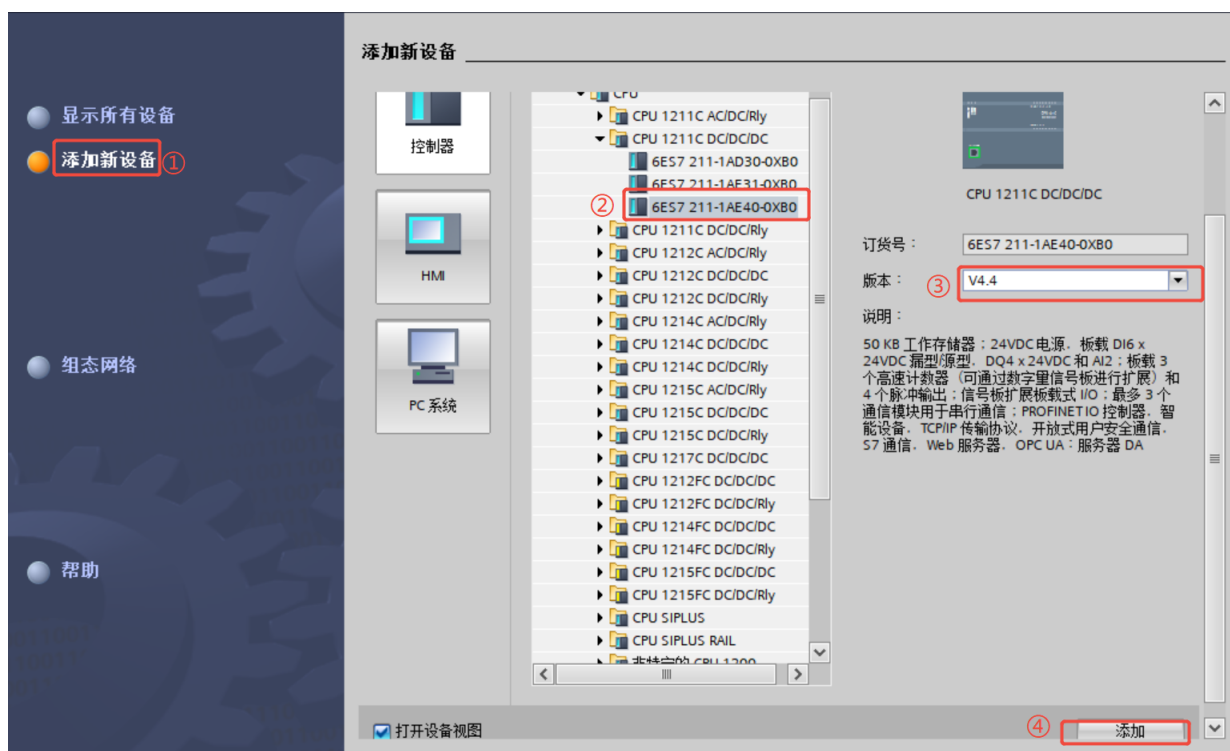 添加新设备
显示所有设备
添加新设备 ①
组态网络
帮助
控制器
HMI
PC 系统
CPU
CPU 1211C AC/DC/Rly
CPU 1211C DC/DC/DC
6ES7 211-1AD30-0XB0
6ES7 211-1AE31-0XB0
② 6ES7 211-1AE40-0XB0
CPU 1211C DC/DC/Rly
CPU 1212C AC/DC/Rly
CPU 1212C DC/DC/DC
CPU 1212C DC/DC/Rly
CPU 1214C AC/DC/Rly
CPU 1214C DC/DC/DC
CPU 1214C DC/DC/Rly
CPU 1215C AC/DC/Rly
CPU 1215C DC/DC/DC
CPU 1215C DC/DC/Rly
CPU 1217C DC/DC/DC
CPU 1212FC DC/DC/DC
CPU 1212FC DC/DC/Rly
CPU 1214FC DC/DC/DC
CPU 1214FC DC/DC/Rly
CPU 1215FC DC/DC/DC
CPU 1215FC DC/DC/Rly
CPU SIPLUS
CPU SIPLUS RAIL
非特定的 CPU 1200
CPU 1211C DC/DC/DC
订货号： 6ES7 211-1AE40-0XB0
版本： ③ V4.4
说明：
50 KB 工作存储器；24VDC 电源，板载 DI6 x
24VDC 漏型/源型，DQ4 x 24VDC 和 AI2；板载 3
个高速计数器（可通过数字量信号板进行扩展）和
4 个脉冲输出；信号板扩展板载式 I/O；最多 3 个
通信模块用于串行通信；PROFINET IO 控制器，智
能设备，TCP/IP 传输协议，开放式用户安全通信，
S7 通信，Web 服务器，OPC UA：服务器 DA
打开设备视图
④ 添加